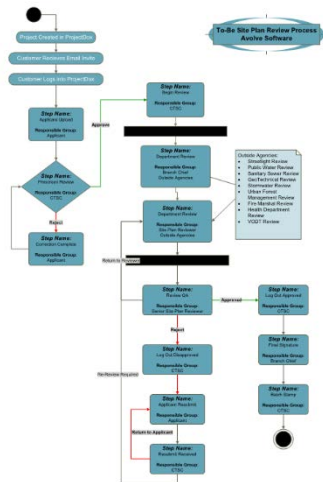 To-Be Site Plan Review Process
Avolve Software
Project Created in ProjectDox
Customer Receives Email Invite
Customer Logs into ProjectDox
Step Name:
Applicant Upload
Responsible Group:
Applicant
Step Name:
Prescreen Review
Responsible Group:
CTSC
Approve
Reject
Step Name:
Correction Complete
Responsible Group:
Applicant
Step Name:
Begin Review
Responsible Group:
CTSC
Step Name:
Department Review
Responsible Group:
Branch Chief
Outside Agencies
Outside Agencies:
Streetlight Review
Public Water Review
Sanitary Sewer Review
GeoTechnical Review
Stormwater Review
Urban Forest
Management Review
Fire Marshal Review
Health Department
Review
VDOT Review
Step Name:
Department Review
Responsible Group:
Site Plan Reviewer
Outside Agencies
Return to Reviewer
Step Name:
Review QA
Responsible Group:
Senior Site Plan Reviewer
Approved
Reject
Step Name:
Log Out Approved
Responsible Group:
CTSC
Step Name:
Log Out Disapproved
Responsible Group:
CTSC
Step Name:
Final Signature
Responsible Group:
Branch Chief
Re-Review Required
Step Name:
Applicant Resubmit
Responsible Group:
Applicant
Step Name:
Batch Stamp
Responsible Group:
CTSC
Return to Applicant
Step Name:
Resubmit Received
Responsible Group:
CTSC